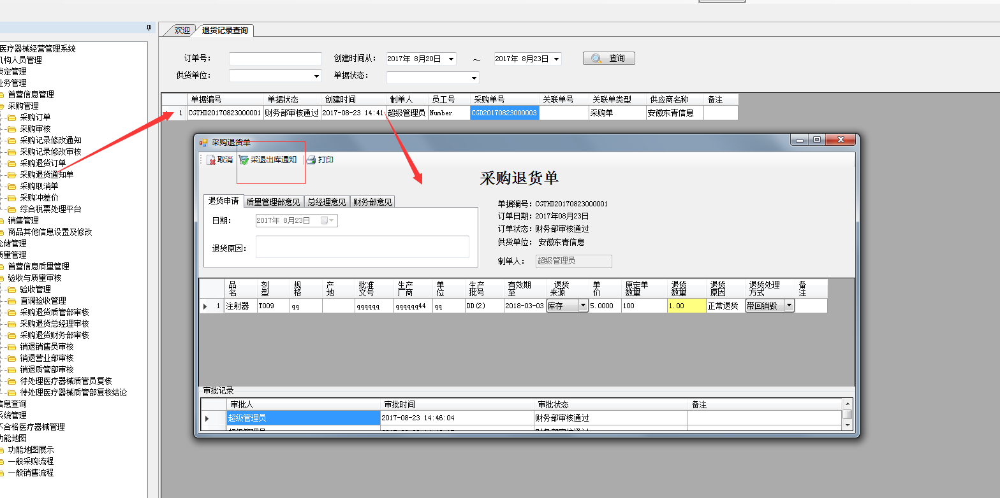 医疗器械经营管理系统
机构人员管理
锁定管理
业务管理
首营信息管理
采购管理
采购订单
采购审核
采购记录修改通知
采购记录修改审核
采购退货订单
采购退货通知单
采购取消单
采购冲差价
综合税票处理平台
销售管理
商品其他信息设置及修改
仓储管理
质量管理
首营信息质量管理
验收与质量审核
验收管理
直调验收管理
采购退货质管部审核
采购退货总经理审核
采购退货财务部审核
销退销售员审核
销退营业部审核
销退质管部审核
待处理医疗器械质管员复核
待处理医疗器械质管部复核结论
信息查询
系统管理
不合格医疗器械管理
功能地图
功能地图展示
一般采购流程
一般销售流程
欢迎 退货记录查询
订单号： 创建时间从： 2017年 8月20日 ～ 2017年 8月23日 查询
供货单位： 单据状态：
单据编号 单据状态 创建时间 制单人 员工号 采购单号 关联单号 关联单类型 供应商名称 备注
1 CGTHD20170823000001 财务部审核通过 2017-08-23 14:41 超级管理员 Number CGD20170823000003 采购单 安徽东青信息
采购退货单
取消 采退出库通知 打印
采购退货单
退货申请 质量管理部意见 总经理意见 财务部意见
日期： 2017年 8月23日
退货原因：
单据编号：CGTHD20170823000001
订单日期：2017年08月23日
订单状态：财务部审核通过
供货单位： 安徽东青信息
制单人： 超级管理员
品名 剂型 规格 产地 批准文号 生产厂商 单位 生产批号 有效期至 退货来源 单价 原定单数量 退货数量 退货原因 退货处理方式 备注
1 注射器 T009 qq qqqqqq qqqqqq44 qq DD(2) 2018-03-03 库存 5.0000 100 1.00 正常退货 带回销毁
审批记录
审批人 审批时间 审批状态 备注
超级管理员 2017-08-23 14:46:04 财务部审核通过